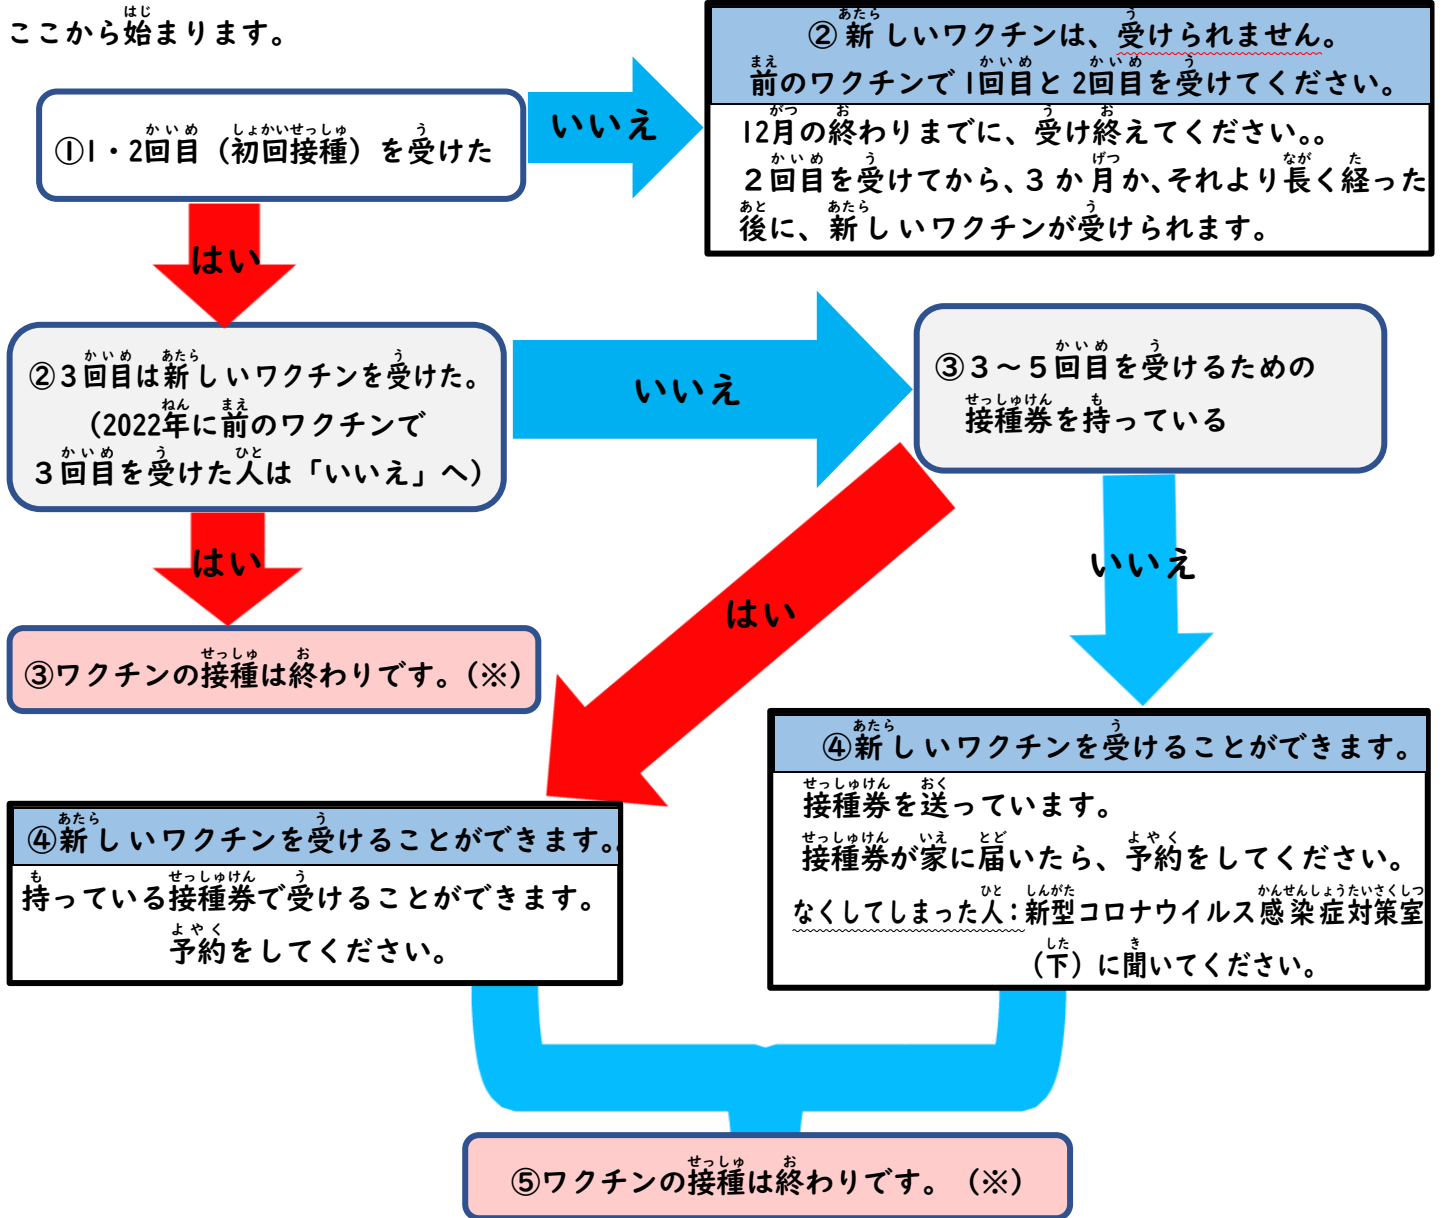 ここから始まります。
①1・2回目（初回接種）を受けた
いいえ
②新しいワクチンは、受けられません。
前のワクチンで1回目と2回目を受けてください。
12月の終わりまでに、受け終えてください。。
2回目を受けてから、3か月か、それより長く経った
後に、新しいワクチンが受けられます。
はい
②3回目は新しいワクチンを受けた。
（2022年に前のワクチンで
3回目を受けた人は「いいえ」へ）
いいえ
③3～5回目を受けるための
接種券を持っている
はい
はい
いいえ
③ワクチンの接種は終わりです。（※）
④新しいワクチンを受けることができます。
持っている接種券で受けることができます。
予約をしてください。
④新しいワクチンを受けることができます。
接種券を送っています。
接種券が家に届いたら、予約をしてください。
なくしてしまった人：新型コロナウイルス感染症対策室
（下）に聞いてください。
⑤ワクチンの接種は終わりです。（※）